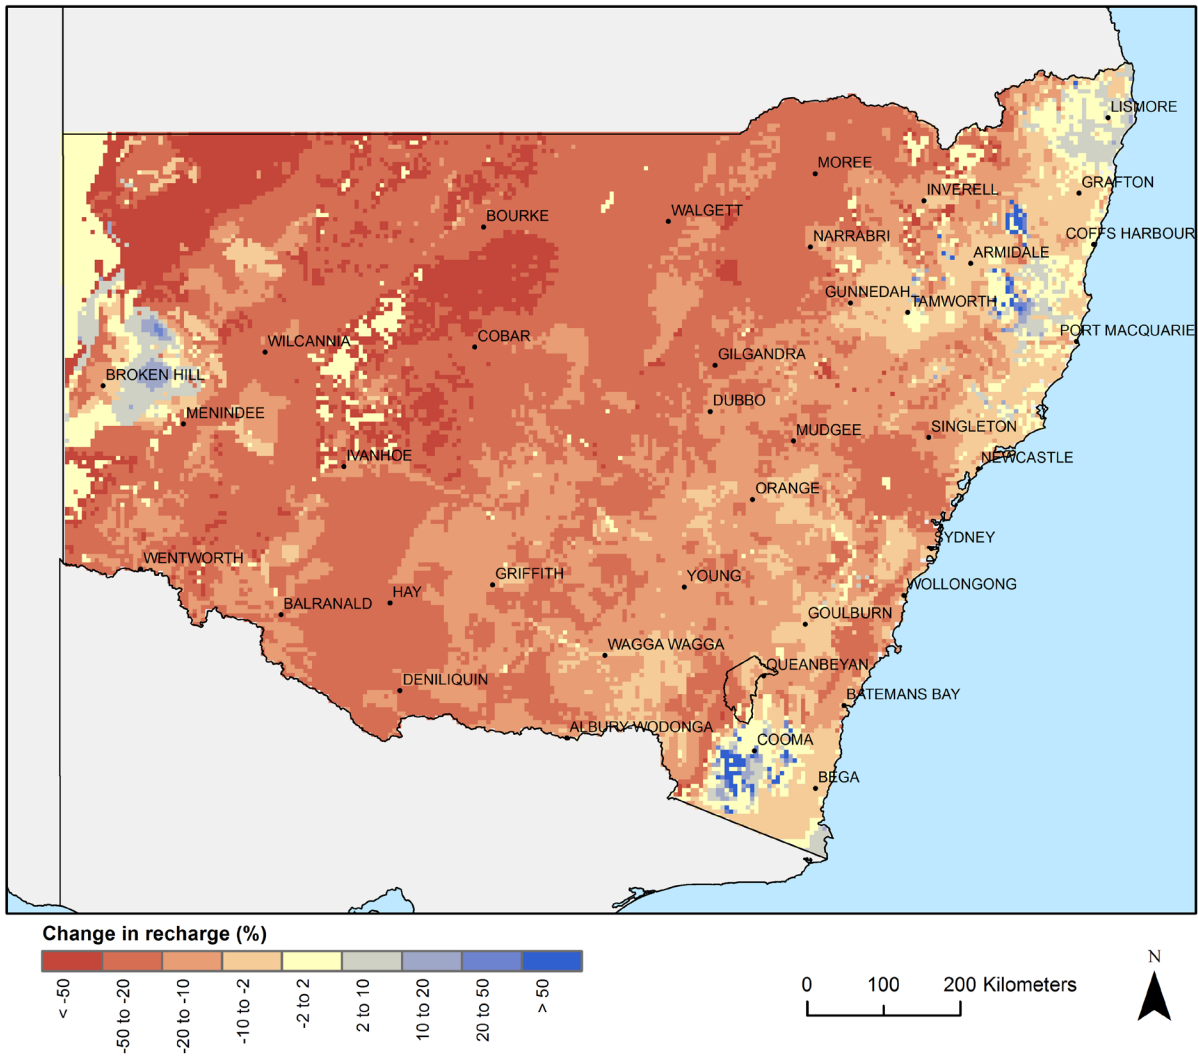 LISMORE
MOREE
GRAFTON
INVERELL
BOURKE
WALGETT
COFFS HARBOUR
NARRABRI
ARMIDALE
GUNNEDAH
TAMWORTH
PORT MACQUARIE
WILCANNIA
COBAR
GILGANDRA
BROKEN HILL
DUBBO
MENINDEE
MUDGEE
SINGLETON
IVANHOE
NEWCASTLE
ORANGE
SYDNEY
WENTWORTH
GRIFFITH
YOUNG
WOLLONGONG
BALRANALD
HAY
GOULBURN
WAGGA WAGGA
QUEANBEYAN
DENILIQUIN
BATEMANS BAY
ALBURY-WODONGA
COOMA
BEGA
Change in recharge (%)
< -50
-50 to -20
-20 to -10
-10 to -2
-2 to 2
2 to 10
10 to 20
20 to 50
> 50
0 100 200 Kilometers
N